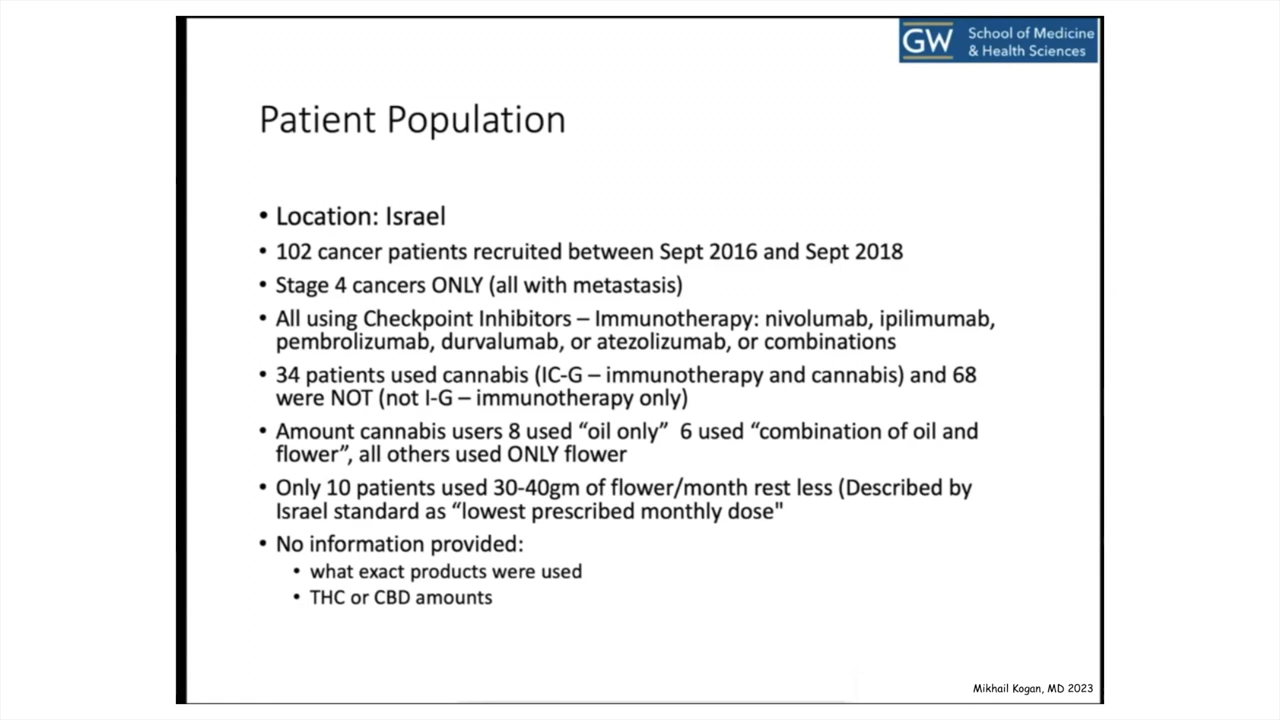 GW School of Medicine
& Health Sciences
Patient Population
• Location: Israel
• 102 cancer patients recruited between Sept 2016 and Sept 2018
• Stage 4 cancers ONLY (all with metastasis)
• All using Checkpoint Inhibitors – Immunotherapy: nivolumab, ipilimumab,
pembrolizumab, durvalumab, or atezolizumab, or combinations
• 34 patients used cannabis (IC-G – immunotherapy and cannabis) and 68
were NOT (not I-G – immunotherapy only)
• Amount cannabis users 8 used “oil only” 6 used “combination of oil and
flower”, all others used ONLY flower
• Only 10 patients used 30-40gm of flower/month rest less (Described by
Israel standard as “lowest prescribed monthly dose"
• No information provided:
• what exact products were used
• THC or CBD amounts
Mikhail Kogan, MD 2023